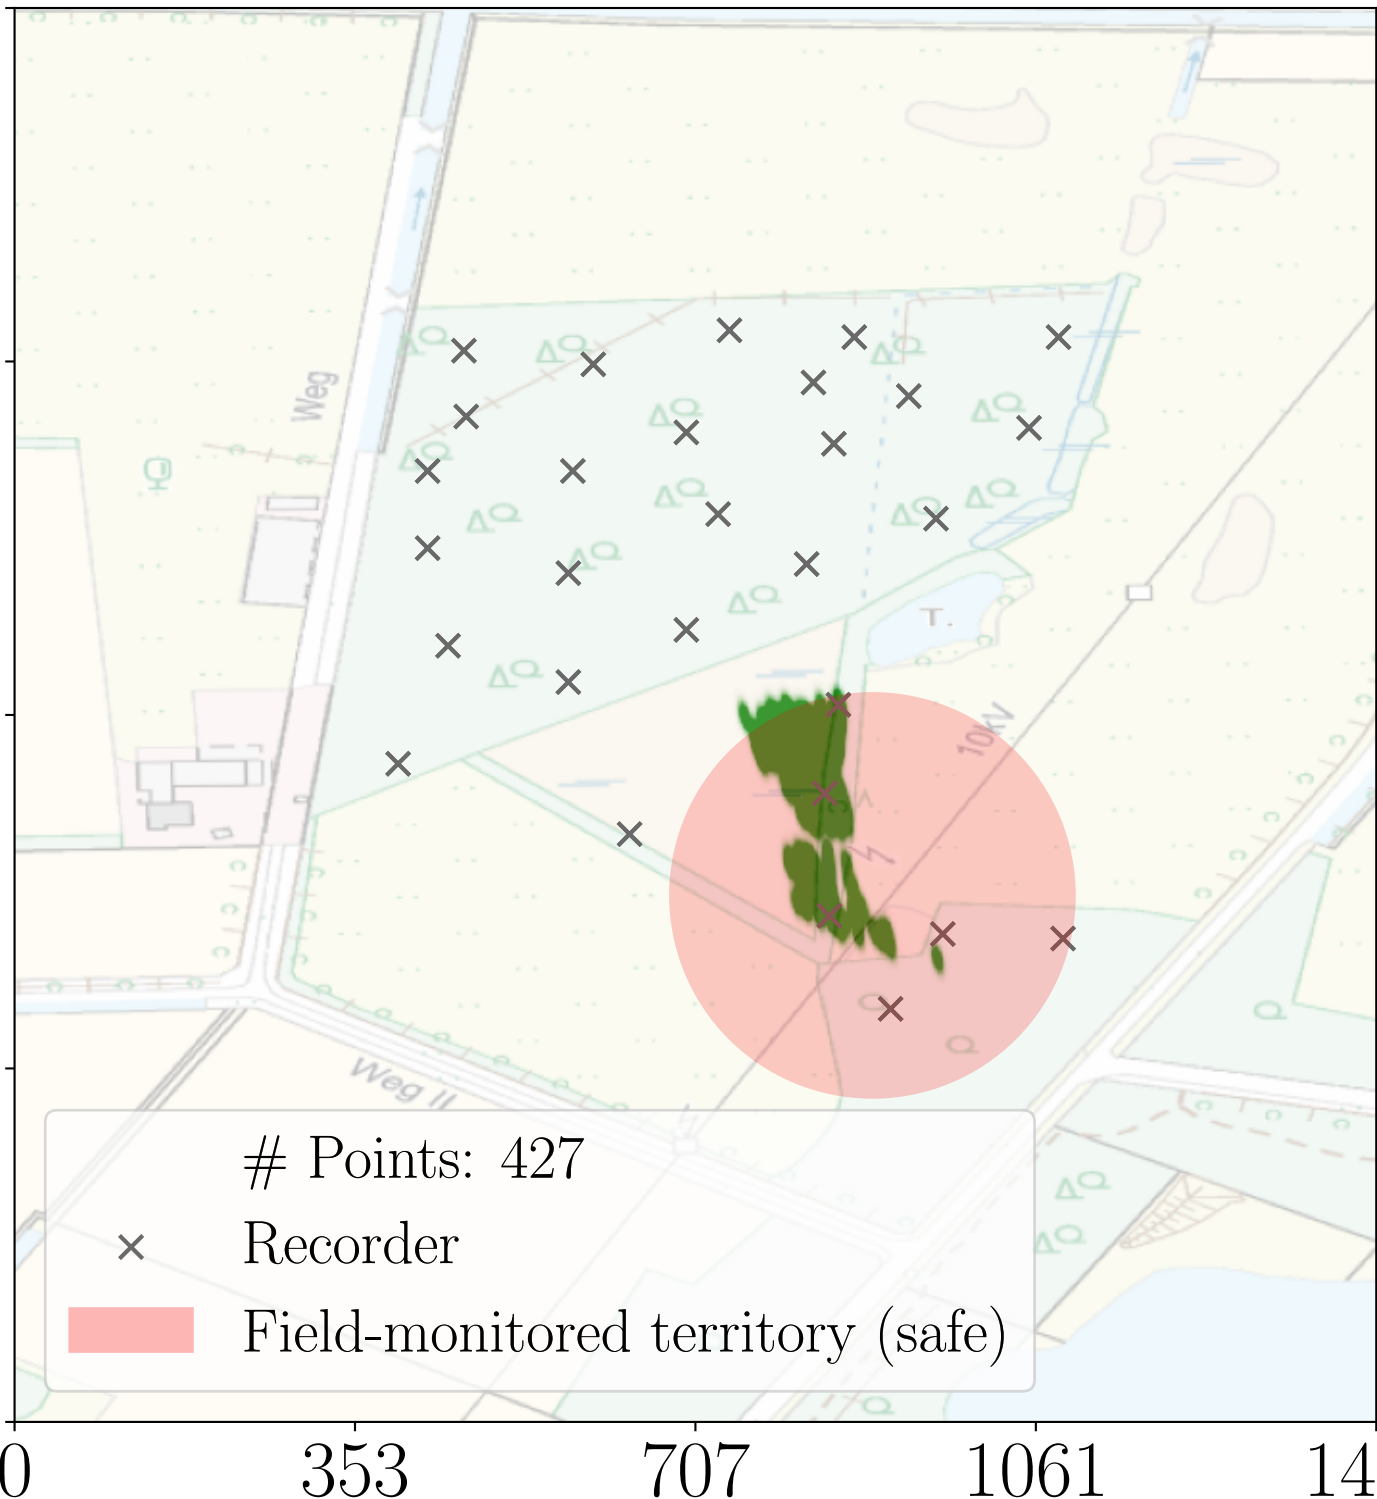 Weg
T.
10kV
Weg II
# Points: 427
Recorder
Field-monitored territory (safe)
0 353 707 1061 14